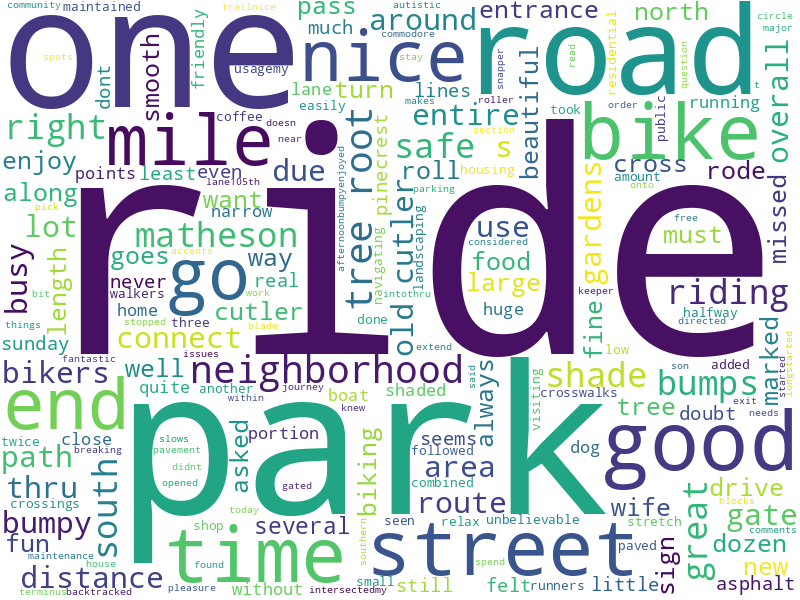 community
maintained
autistic
trailnice
pass
entrance
north
one
nice
road
spots
friendly
usagemy
much
around
commodore
stay
snapper
read
residential
circle
major
question
t
dont
smooth
lane
turn
lines
easily
makes
roller
order
public
running
overall
right
mile
coffee
doesn
near
entire
beautiful
took
bike
enjoy
points
least
even
lane105th
due
tree root
safe
s
section
housing
cross
rode
along
want
narrow
navigating
pinecrest
roll
parking
amount
onto
missed
pick
lot
matheson
way
afternoonbumpyenjoyed
old cutler
landscaping
use
considered
food
gardens
free
must
busy
length
goes
never
walkers
accents
go
real
work
intothru
large
riding
ride
home
stopped
three
cutler
blade
done
huge
fine
keeper
halfway
directed
sunday
things
bit
connect
issues
extend
low
son
added
started
longstarted
marked
fantastic
bikers
well
neighborhood
journey
said
shade
bumps
exit
needs
end
quite
another
within
knew
boat
shaded
always
visiting
crosswalks
tree
doubt
twice
close
slows
asked
portion
seems
followed
dog
good
path
breaking
pavement
biking
area
combined
park
thru
south
didnt
opened
gated
southern
route
wife
great
drive
crossings
bumpy
shop
today
several
seen
relax
unbelievable
stretch
gate
blocks
fun
maintenance
time
found
street
paved
sign
dozen
comments
distance
house
without
small
still
spend
felt
runners
little
new
terminus
backtracked
pleasure
intersectedmy
asphalt